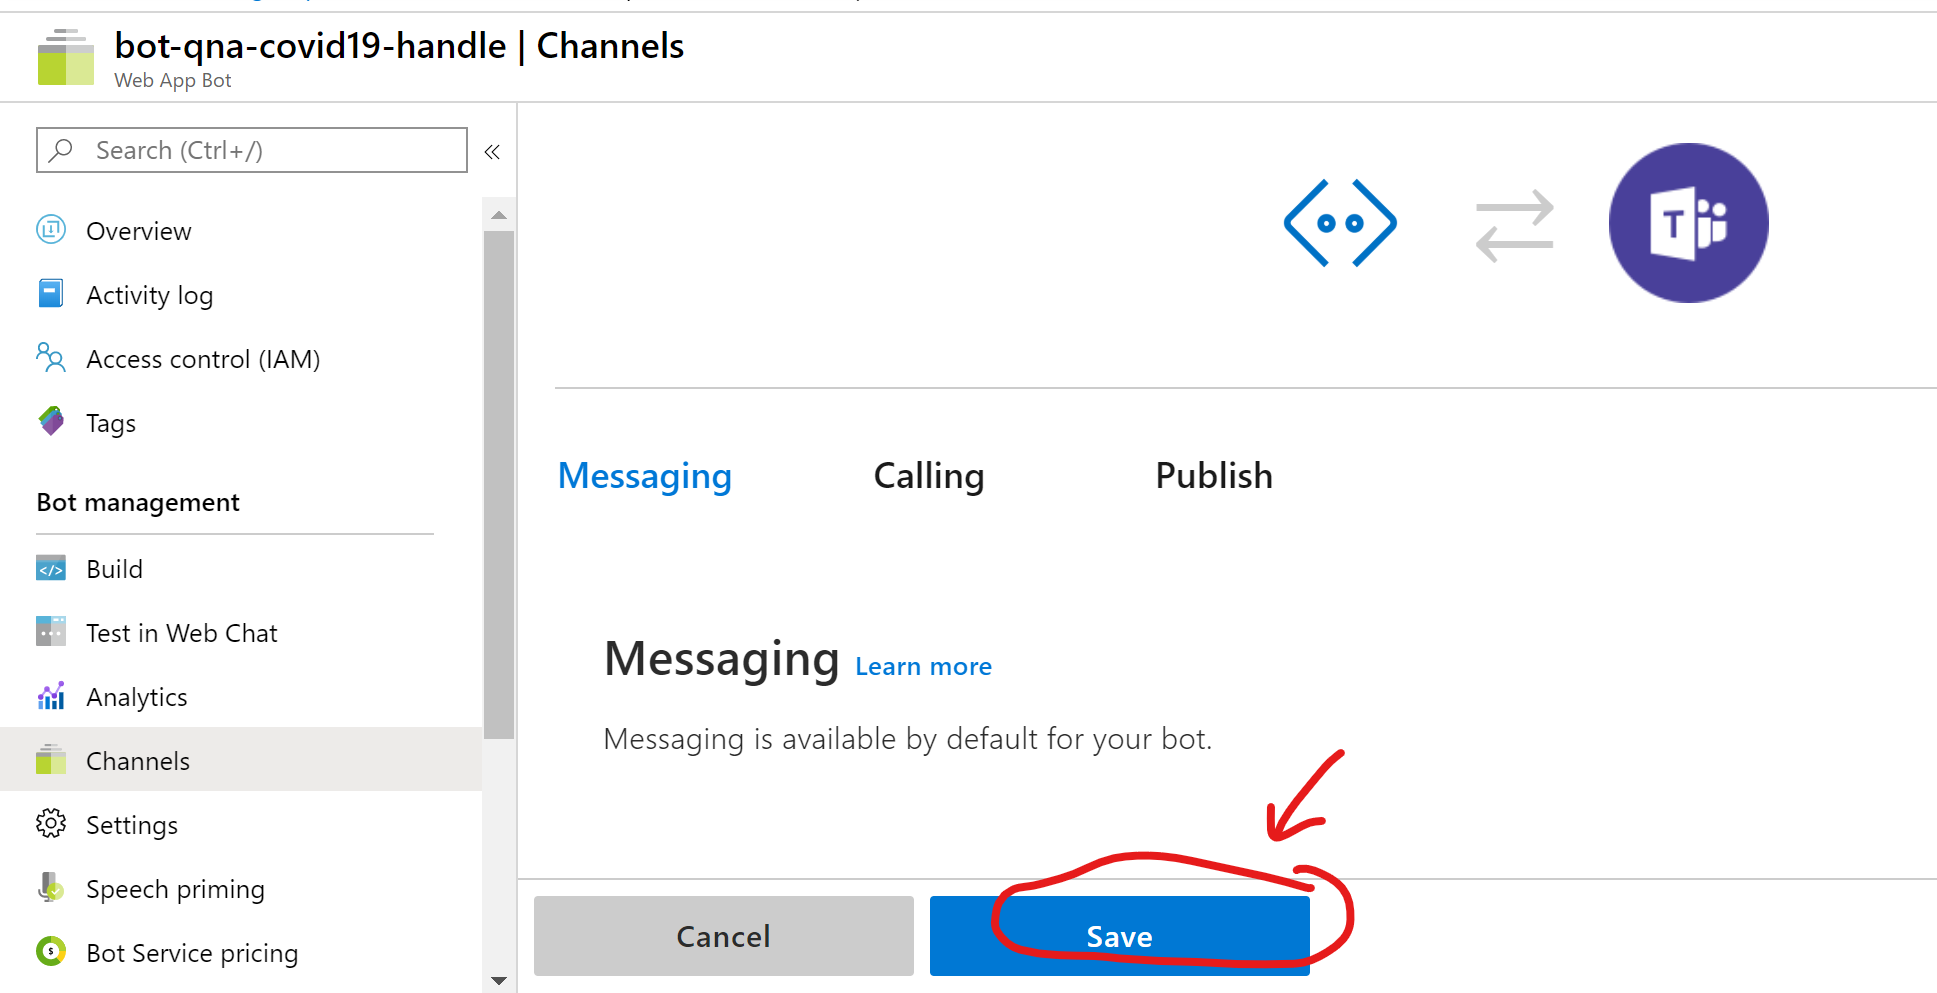 bot-qna-covid19-handle | Channels
Web App Bot
Search (Ctrl+/)
«
Overview
Activity log
Access control (IAM)
Tags
Bot management
Build
Test in Web Chat
Analytics
Channels
Settings
Speech priming
Bot Service pricing
T
Messaging Calling Publish
Messaging Learn more
Messaging is available by default for your bot.
Cancel Save